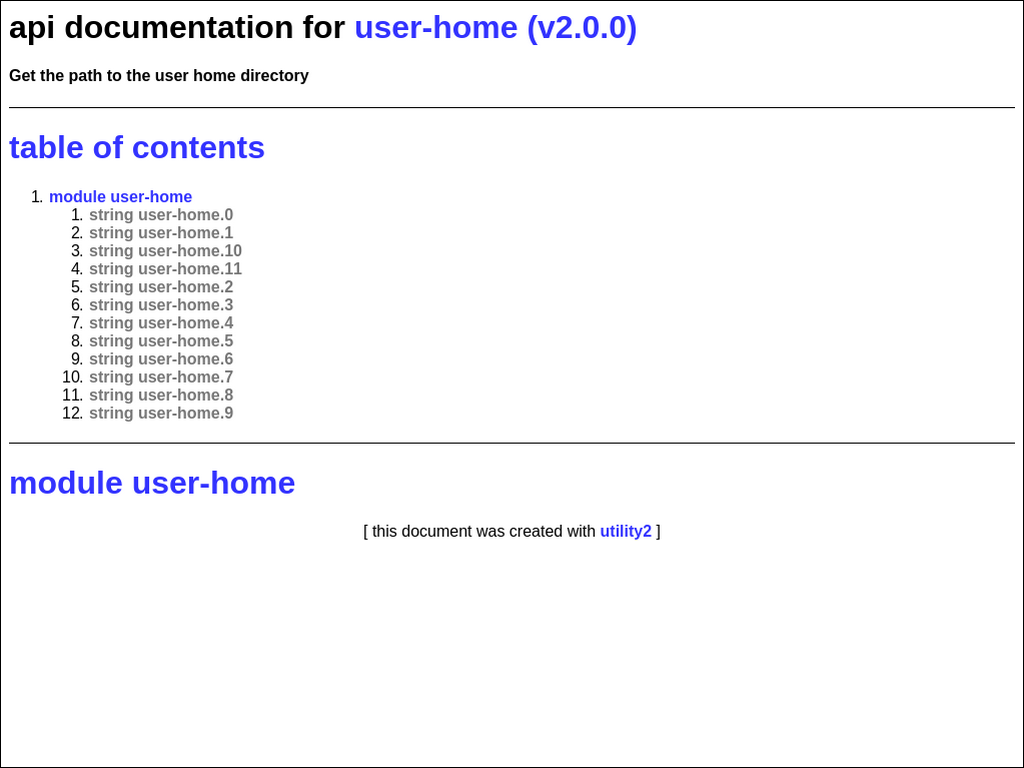 api documentation for user-home (v2.0.0)
Get the path to the user home directory
table of contents
1. module user-home
1. string user-home.0
2. string user-home.1
3. string user-home.10
4. string user-home.11
5. string user-home.2
6. string user-home.3
7. string user-home.4
8. string user-home.5
9. string user-home.6
10. string user-home.7
11. string user-home.8
12. string user-home.9
module user-home
[ this document was created with utility2 ]